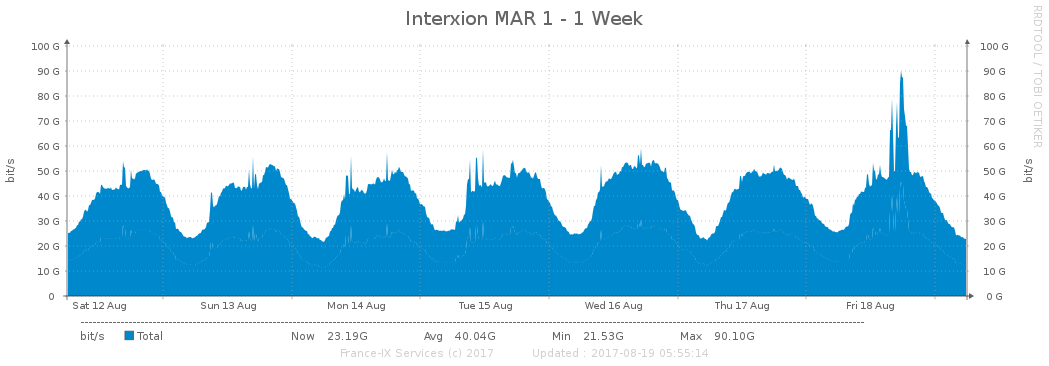 Interxion MAR 1 - 1 Week
RRDTOOL / TOBI OETIKER
100 G 100 G
90 G 90 G
80 G 80 G
70 G 70 G
60 G 60 G
50 G 50 G
40 G 40 G
30 G 30 G
20 G 20 G
10 G 10 G
0 0 G
bit/s
bit/s
Sat 12 Aug Sun 13 Aug Mon 14 Aug Tue 15 Aug Wed 16 Aug Thu 17 Aug Fri 18 Aug
bit/s Total Now 23.19G Avg 40.04G Min 21.53G Max 90.10G
France-IX Services (c) 2017 Updated : 2017-08-19 05:55:14